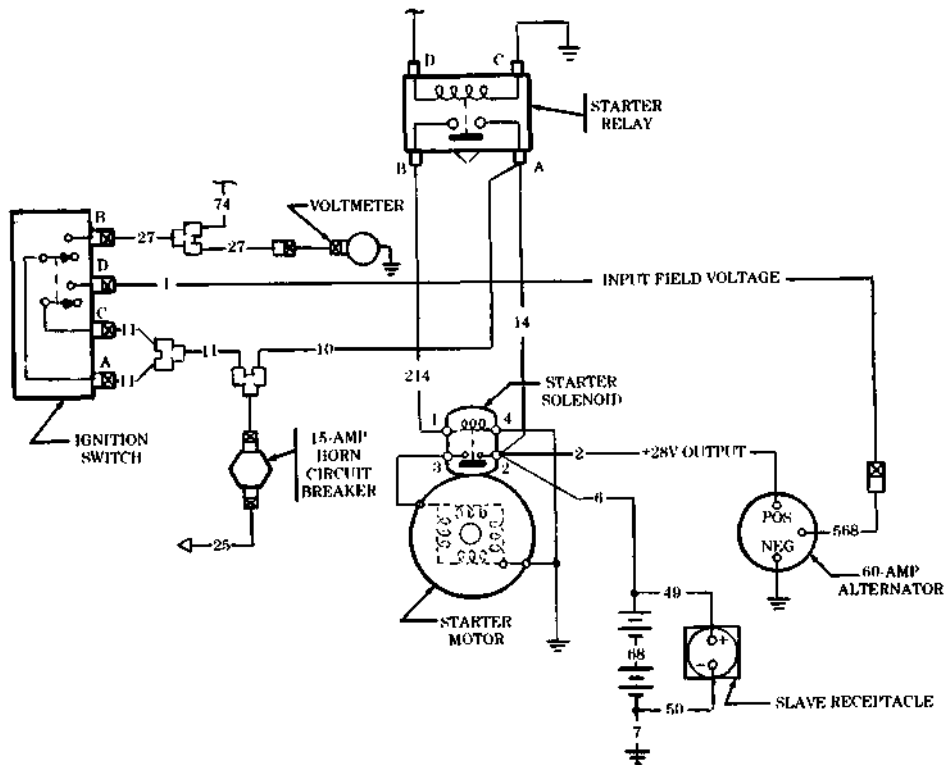 D
C
STARTER
RELAY
B
A
74
VOLTMETER
B
27
27
D
1
INPUT FIELD VOLTAGE
C
11
11
10
14
A
11
214
STARTER
SOLENOID
1
4
IGNITION
SWITCH
15-AMP
HORN
CIRCUIT
BREAKER
3
2
2
+28V OUTPUT
6
POS
NEG
568
25
60-AMP
ALTERNATOR
STARTER
MOTOR
49
68
+
-
50
SLAVE RECEPTACLE
7